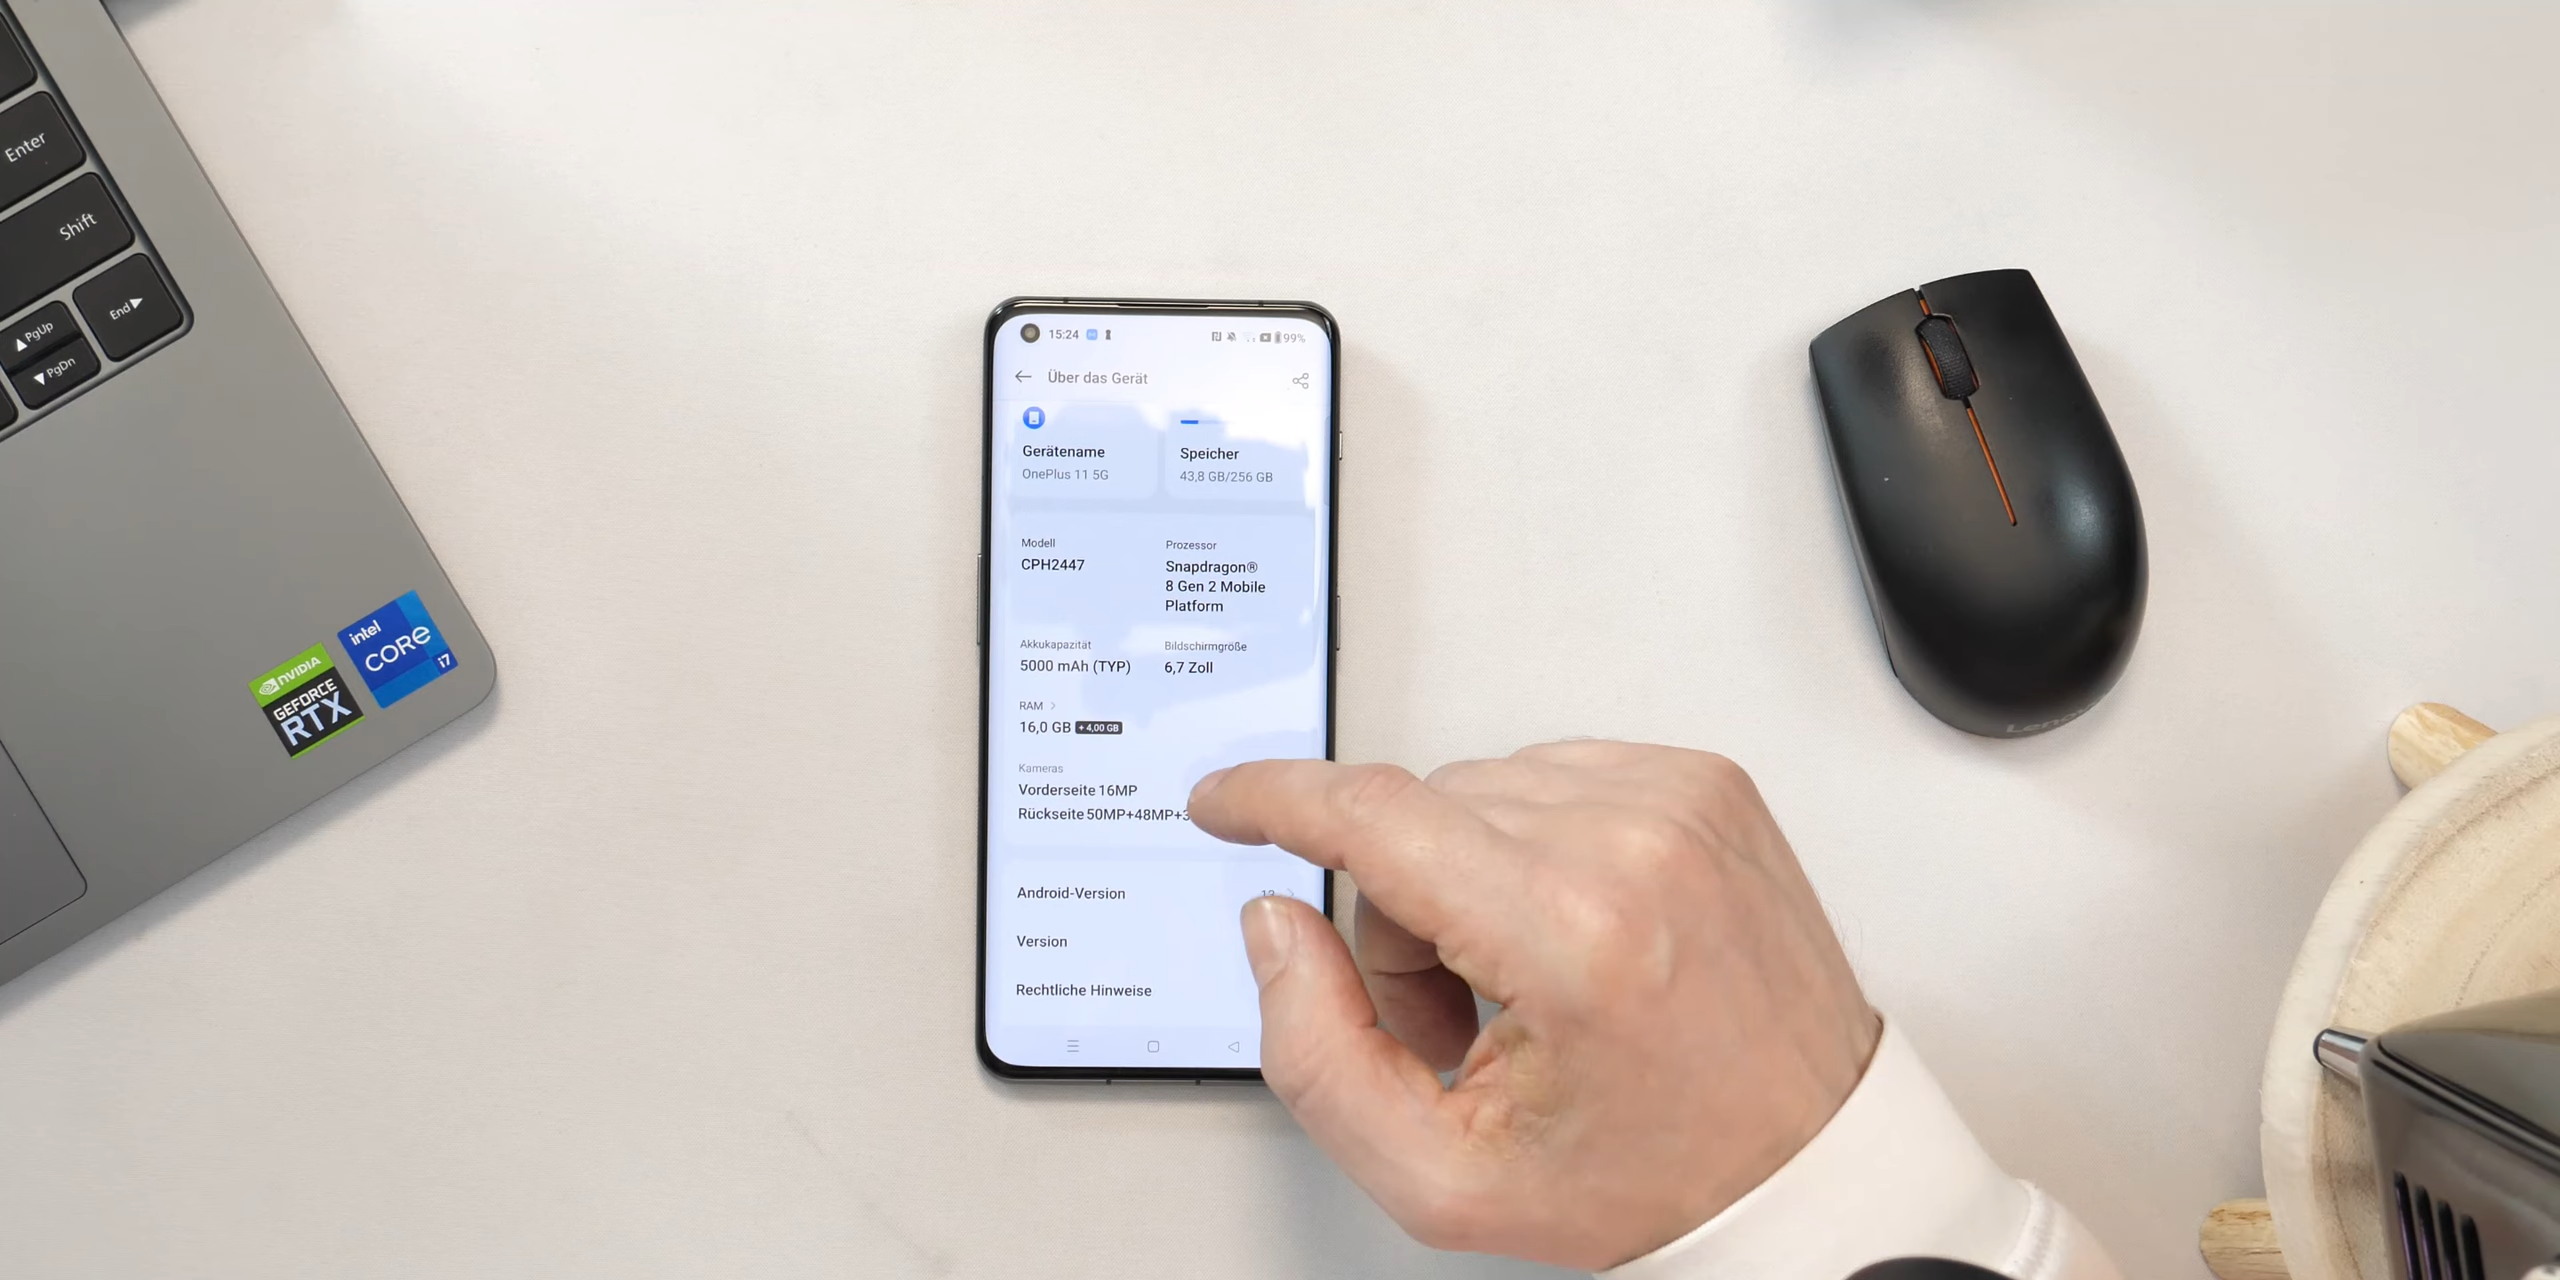 Enter
Shift
End
PgUp
PgDn
intel
CORE
i7
NVIDIA
GEFORCE
RTX
15:24
99%
Über das Gerät
Gerätename
OnePlus 11 5G
Speicher
43,8 GB/256 GB
Modell
CPH2447
Prozessor
Snapdragon®
8 Gen 2 Mobile
Platform
Akkukapazität
5000 mAh (TYP)
Bildschirmgröße
6,7 Zoll
RAM
16,0 GB + 4,00 GB
Kameras
Vorderseite 16MP
Rückseite 50MP+48MP+3
Android-Version
Version
Rechtliche Hinweise